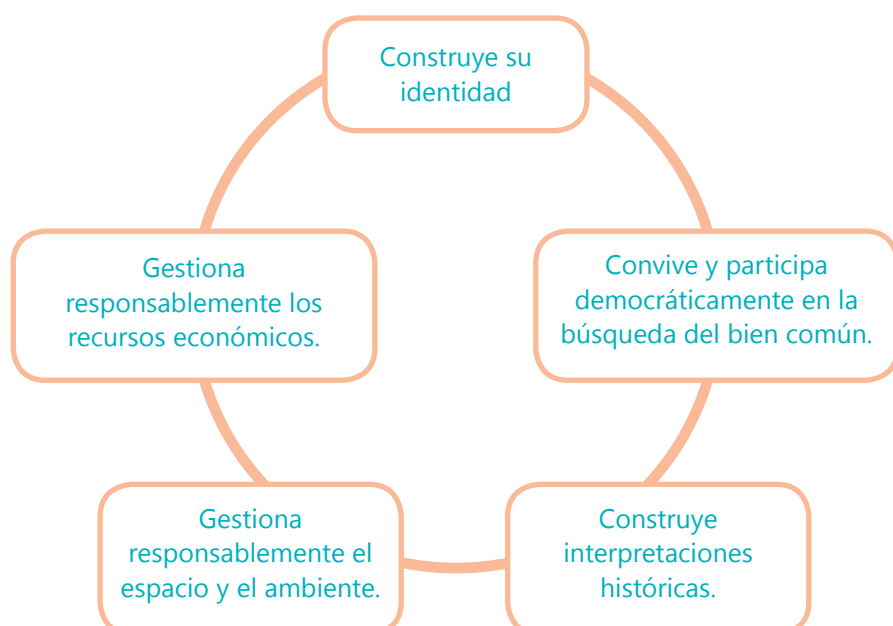 Construye su
identidad
Convive y participa
democráticamente en la
búsqueda del bien común.
Construye
interpretaciones
históricas.
Gestiona
responsablemente el
espacio y el ambiente.
Gestiona
responsablemente los
recursos económicos.